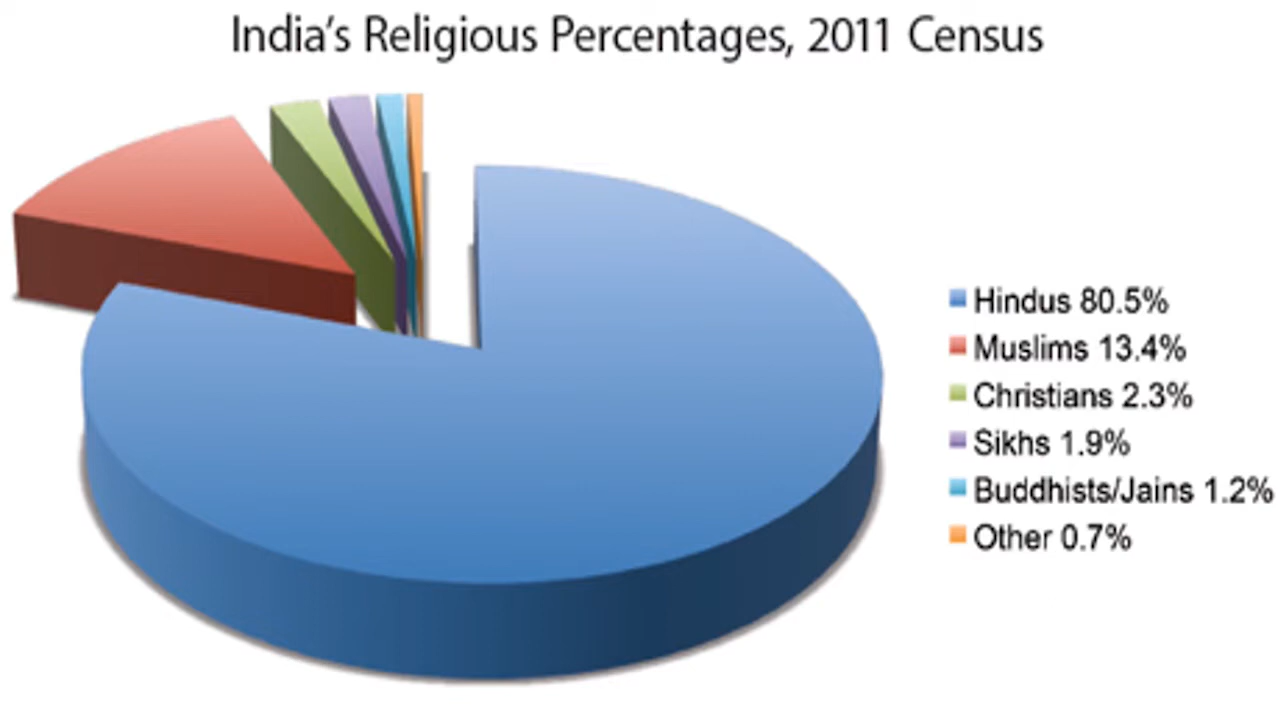 India’s Religious Percentages, 2011 Census
Hindus 80.5%
Muslims 13.4%
Christians 2.3%
Sikhs 1.9%
Buddhists/Jains 1.2%
Other 0.7%